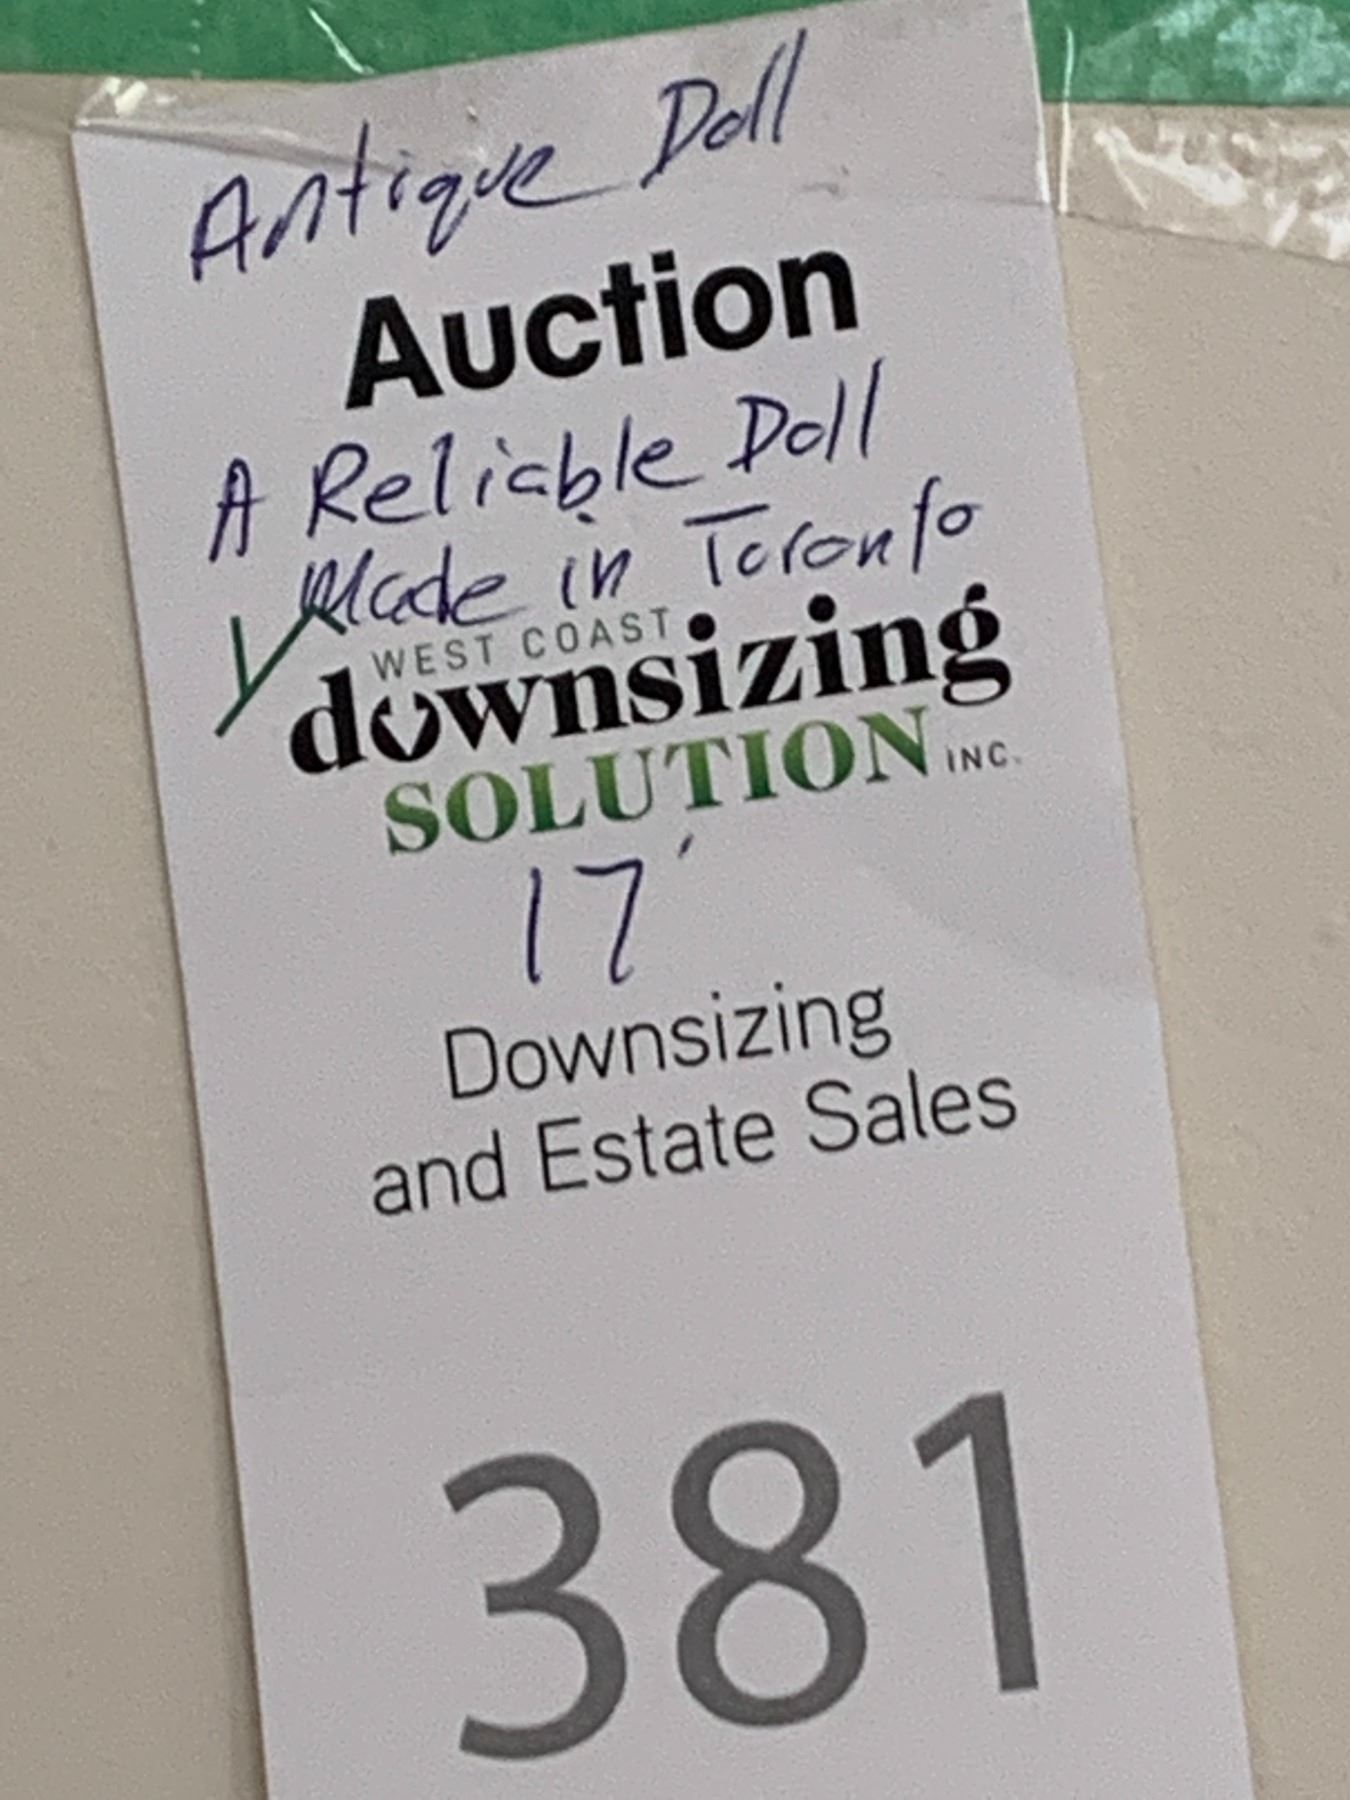 Antique Doll
Auction
A Reliable Doll
Made in Toronto
WEST COAST
downsizing
SOLUTION INC.
17'
Downsizing
and Estate Sales
381